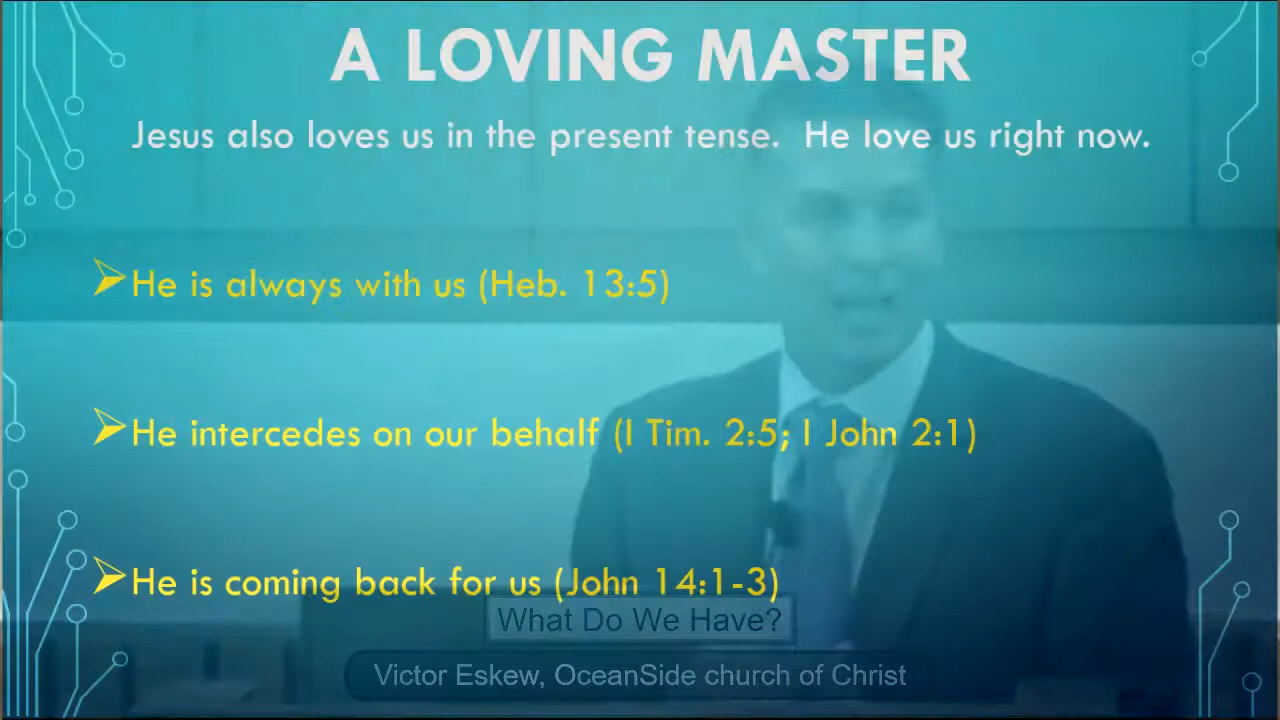 A LOVING MASTER
Jesus also loves us in the present tense.  He love us right now.
He is always with us (Heb. 13:5)
He intercedes on our behalf (I Tim. 2:5; I John 2:1)
He is coming back for us (John 14:1-3)
What Do We Have?
Victor Eskew, OceanSide church of Christ